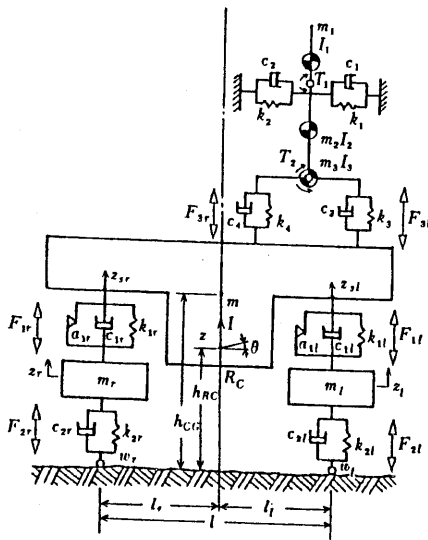 m₁
I₁
c₂ T₁ c₁
k₂ k₁
m₂ I₂
T₂ m₃ I₃
F₃ᵣ c₄ k₄ c₃ k₃ F₃ₗ
z₃ᵣ z₃ₗ
m
F₁ᵣ a₁ᵣ c₁ᵣ k₁ᵣ I a₁ₗ c₁ₗ k₁ₗ F₁ₗ
z θ
zᵣ mᵣ R_C mₗ zₗ
h_CG h_RC
F₂ᵣ c₂ᵣ k₂ᵣ c₂ₗ k₂ₗ F₂ₗ
wᵣ wₗ
lᵣ lₗ
l